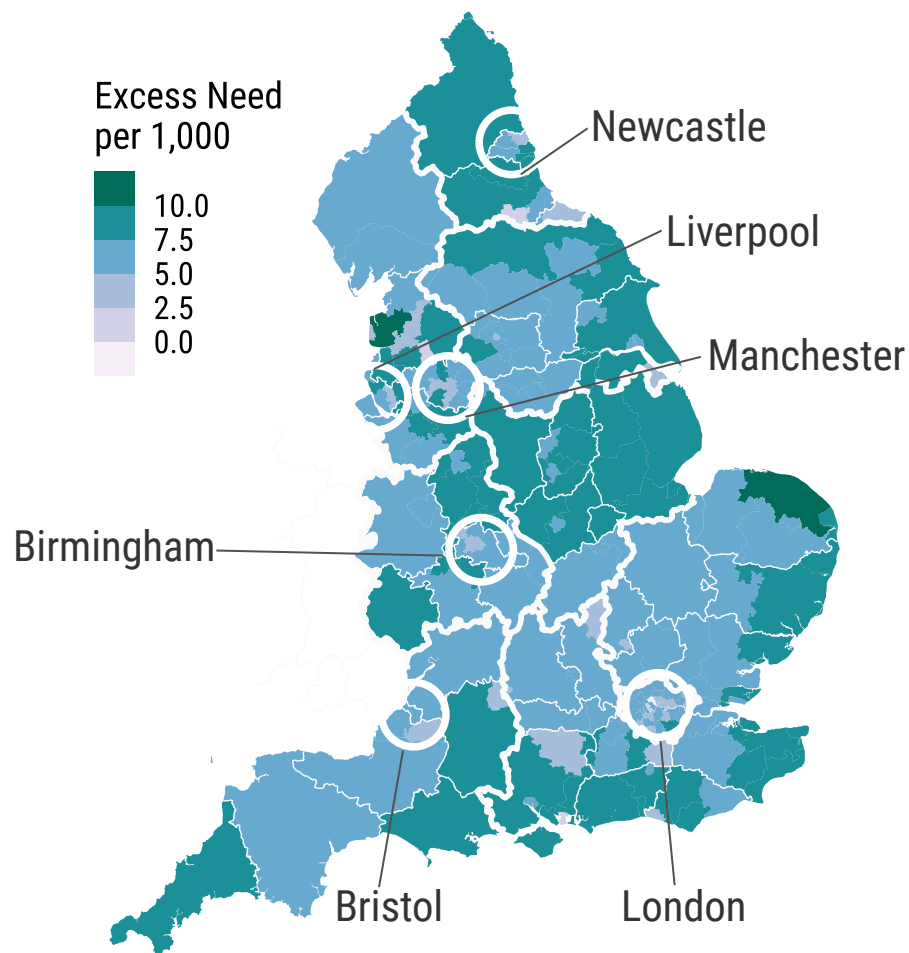 Excess Need
per 1,000
10.0
7.5
5.0
2.5
0.0
Newcastle
Liverpool
Manchester
Birmingham
Bristol
London